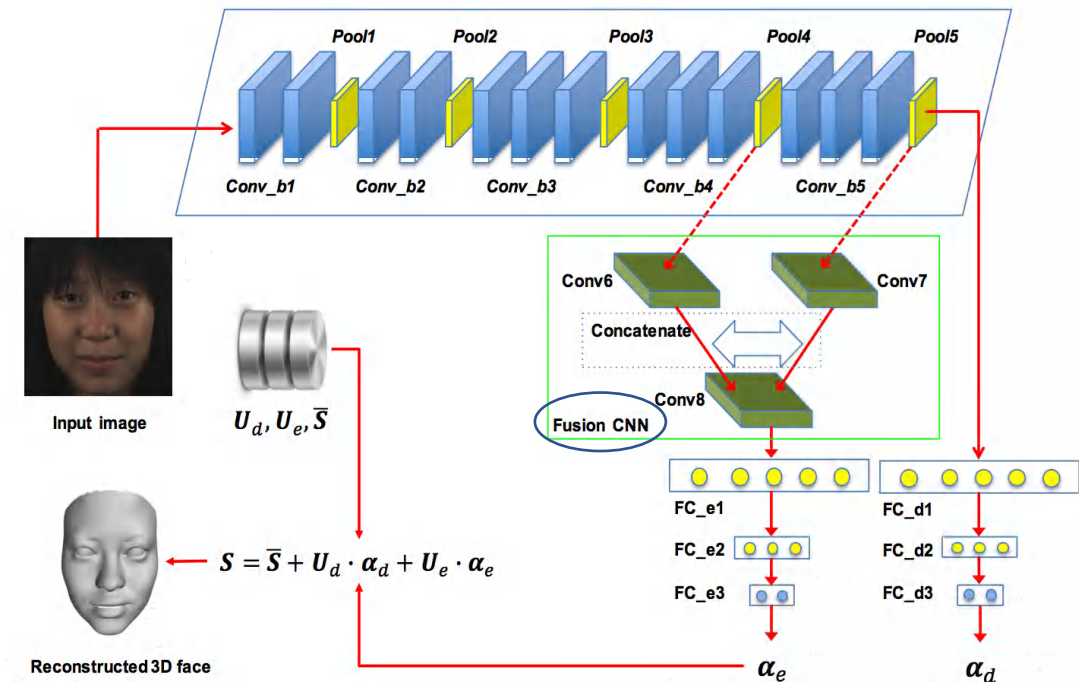 Pool1 Pool2 Pool3 Pool4 Pool5
Conv_b1 Conv_b2 Conv_b3 Conv_b4 Conv_b5
Conv6 Conv7
Concatenate
Conv8
Fusion CNN
Input image
U_d, U_e, S̅
FC_e1 FC_d1
FC_e2 FC_d2
FC_e3 FC_d3
S = S̅ + U_d · α_d + U_e · α_e
Reconstructed 3D face
α_e α_d